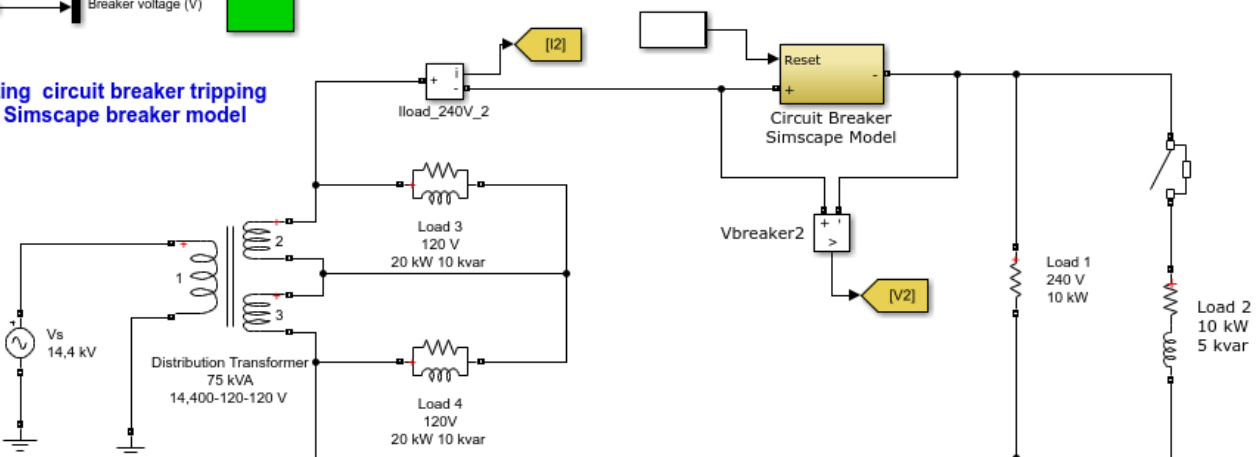 Breaker voltage (V)
ting circuit breaker tripping
Simscape breaker model
[I2]
+
i
-
Iload_240V_2
Reset
-
+
Circuit Breaker
Simscape Model
Load 3
120 V
20 kW 10 kvar
+ -
v
Vbreaker2
[V2]
1
2
3
Vs
14,4 kV
Distribution Transformer
75 kVA
14,400-120-120 V
Load 4
120V
20 kW 10 kvar
Load 1
240 V
10 kW
Load 2
10 kW
5 kvar